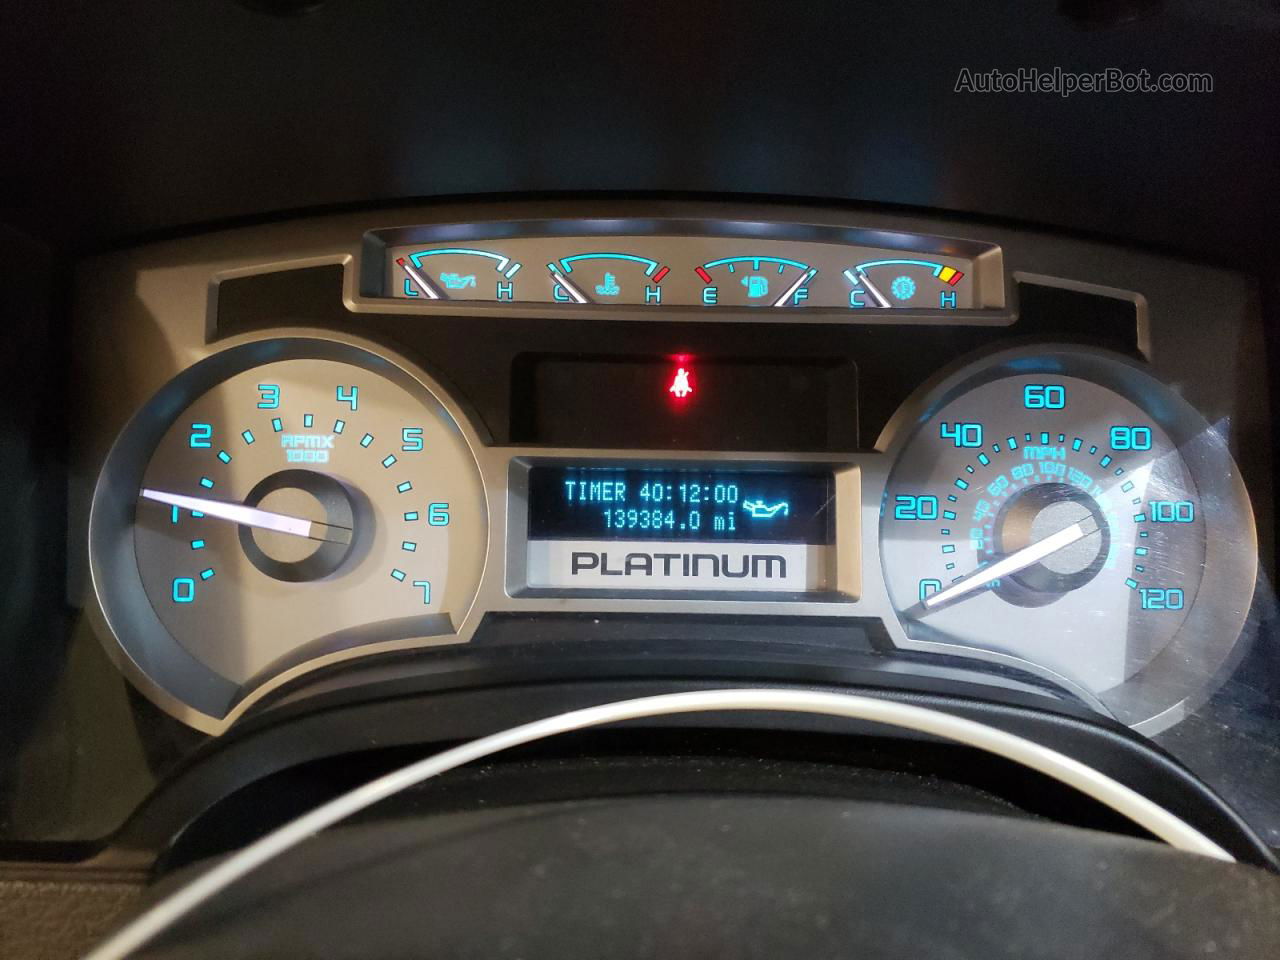 AutoHelperBot.com
L H C H E F C H
3 4
2 5
RPMX
1000
1 6
0 7
TIMER 40:12:00
139384.0 mi
PLATINUM
60
40 80
MPH
20 100
0 120